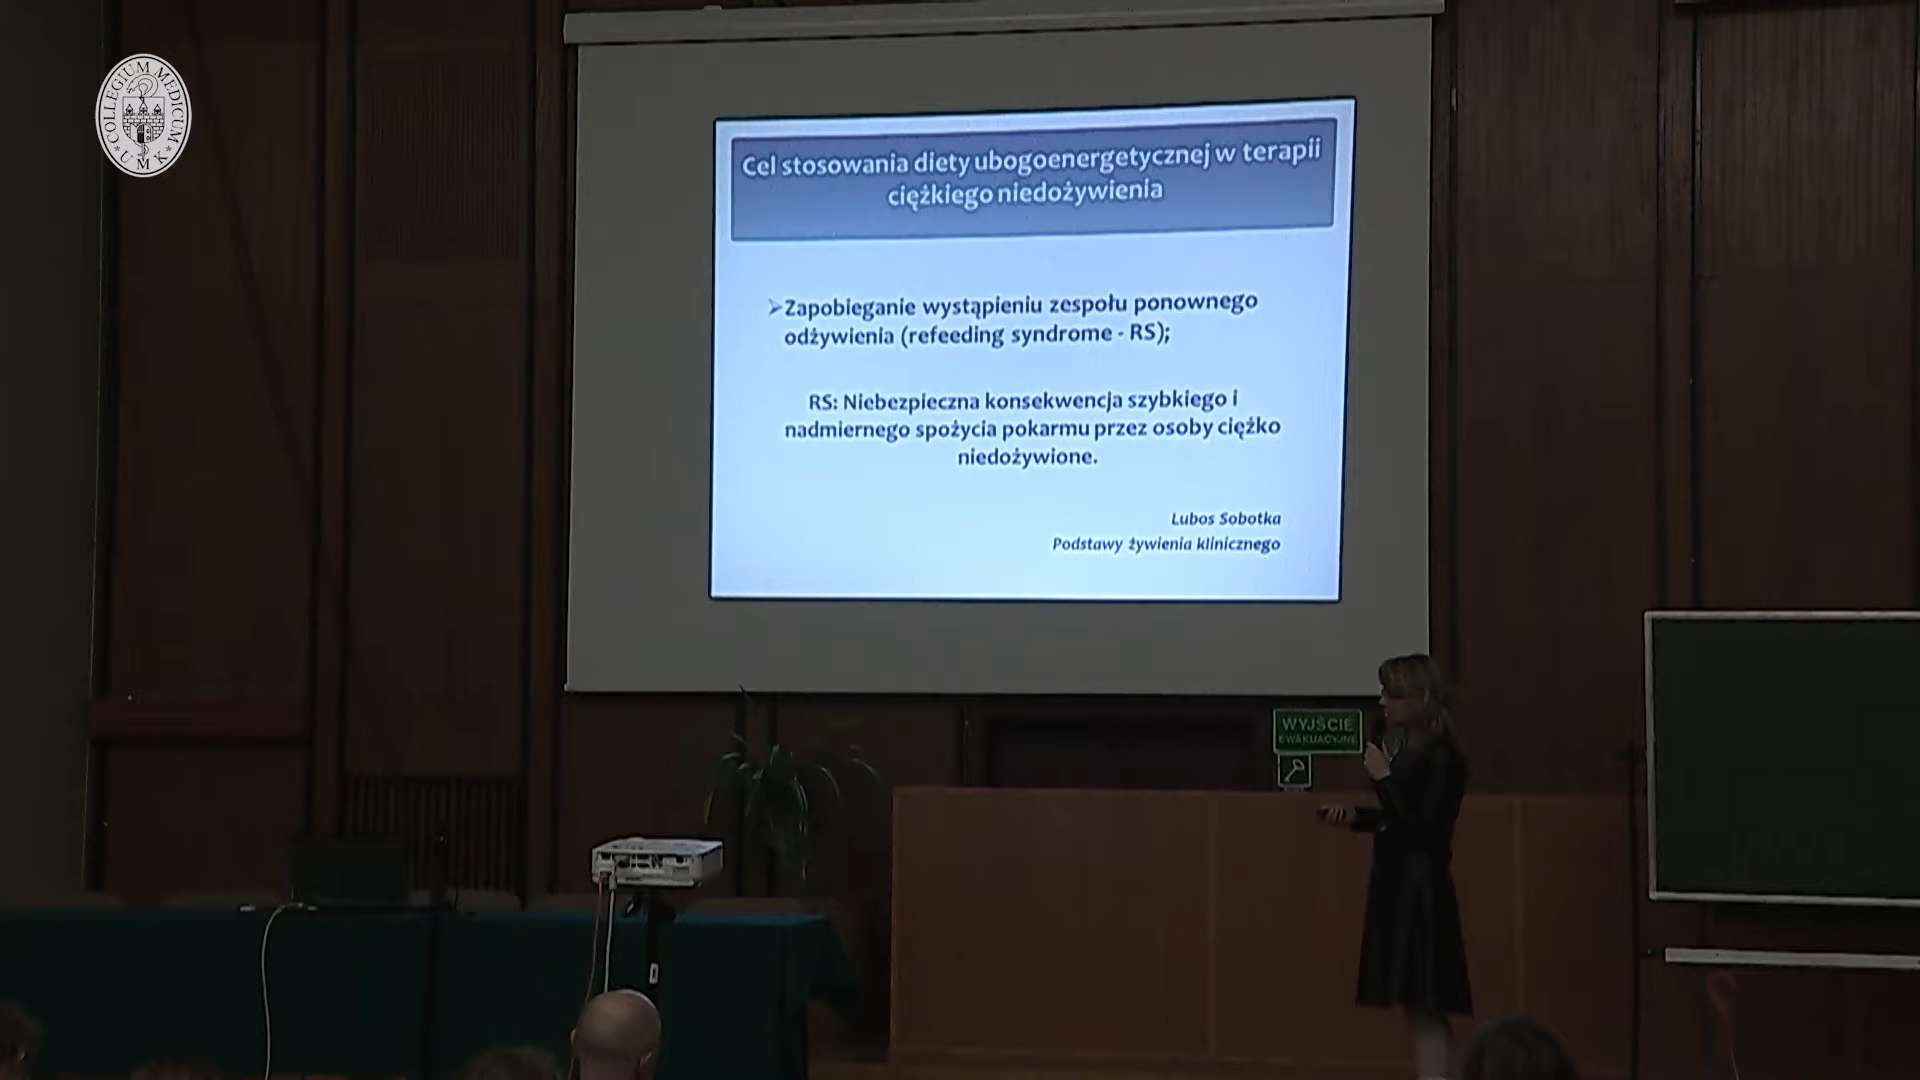 COLLEGIUM MEDICUM
* UMK *
Cel stosowania diety ubogoenergetycznej w terapii
ciężkiego niedożywienia
➢Zapobieganie wystąpieniu zespołu ponownego
odżywienia (refeeding syndrome - RS);
RS: Niebezpieczna konsekwencja szybkiego i
nadmiernego spożycia pokarmu przez osoby ciężko
niedożywione.
Lubos Sobotka
Podstawy żywienia klinicznego
WYJŚCIE
EWAKUACYJNE